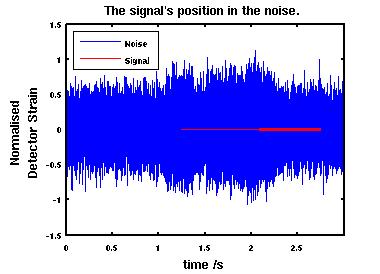 The signal's position in the noise.
1.5
1
0.5
0
-0.5
-1
-1.5
Noise
Signal
Normalised
Detector Strain
0 0.5 1 1.5 2 2.5
time /s